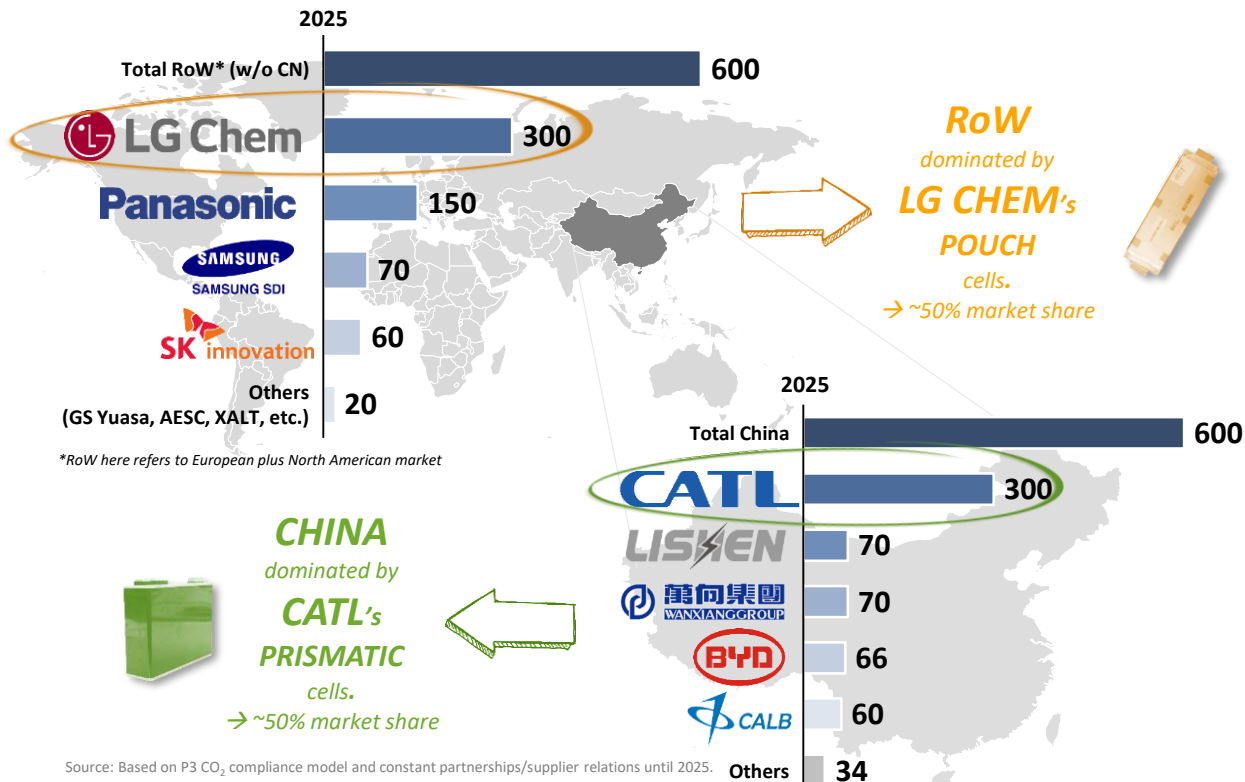 2025
Total RoW* (w/o CN)
600
LG Chem
300
Panasonic
150
SAMSUNG
SAMSUNG SDI
70
SK innovation
60
Others
(GS Yuasa, AESC, XALT, etc.)
20
*RoW here refers to European plus North American market
RoW
dominated by
LG CHEM's
POUCH
cells.
→ ~50% market share
2025
Total China
600
CATL
300
LISHEN
70
萬向集團
WANXIANGGROUP
70
BYD
66
CALB
60
Others
34
CHINA
dominated by
CATL's
PRISMATIC
cells.
→ ~50% market share
Source: Based on P3 CO₂ compliance model and constant partnerships/supplier relations until 2025.